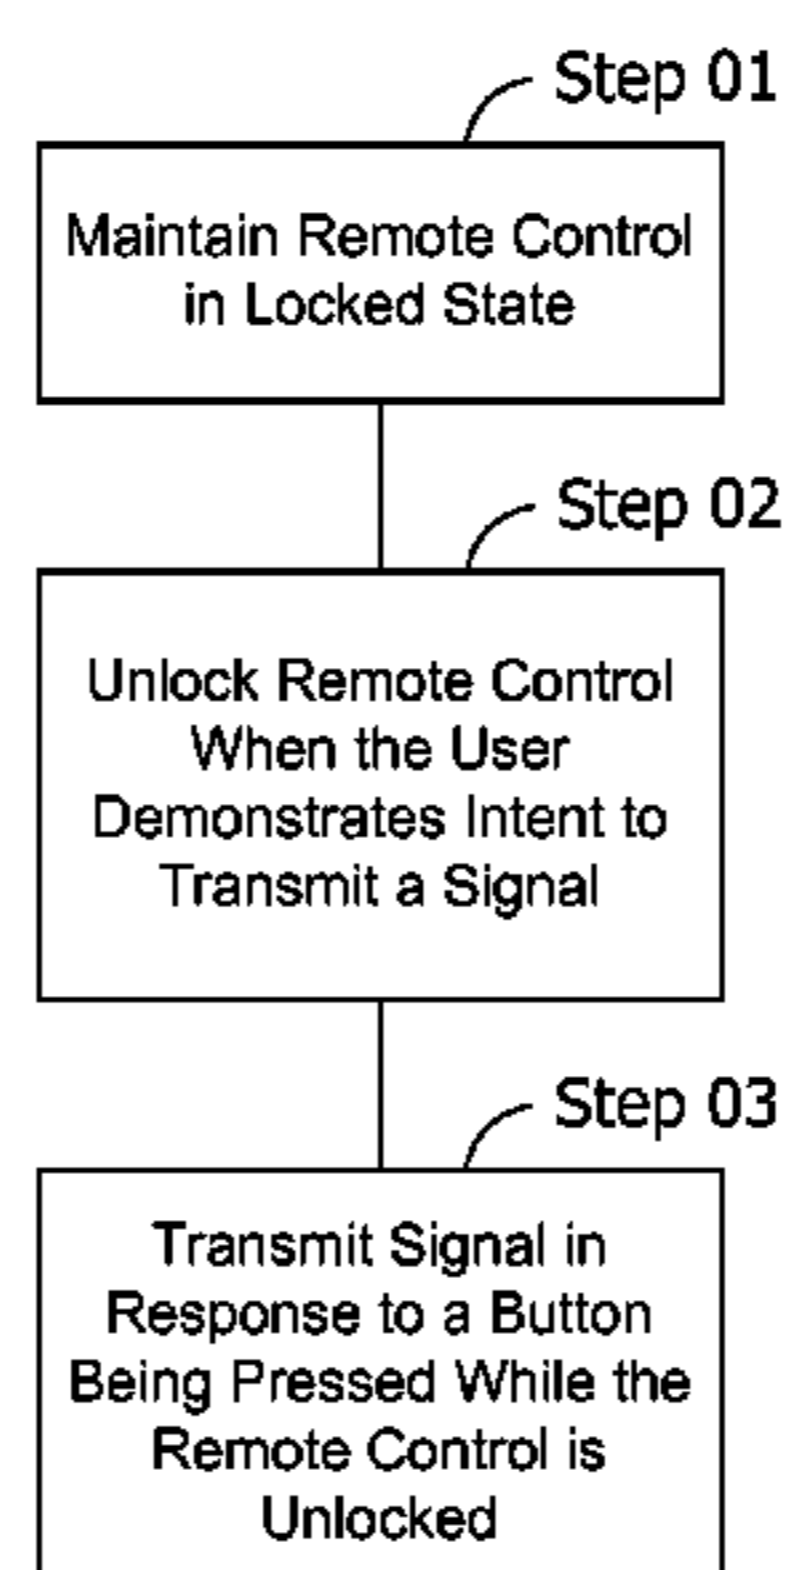 Step 01
Maintain Remote Control
in Locked State
Step 02
Unlock Remote Control
When the User
Demonstrates Intent to
Transmit a Signal
Step 03
Transmit Signal in
Response to a Button
Being Pressed While the
Remote Control is
Unlocked